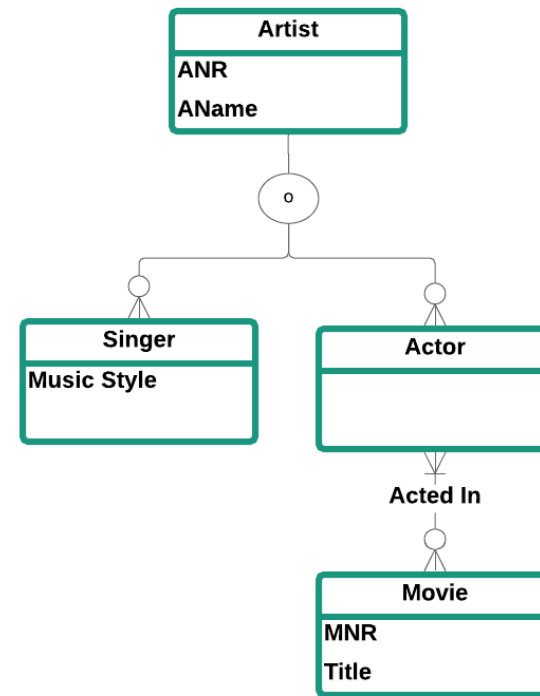 Artist
ANR
AName
o
Singer
Music Style
Actor
Acted In
Movie
MNR
Title